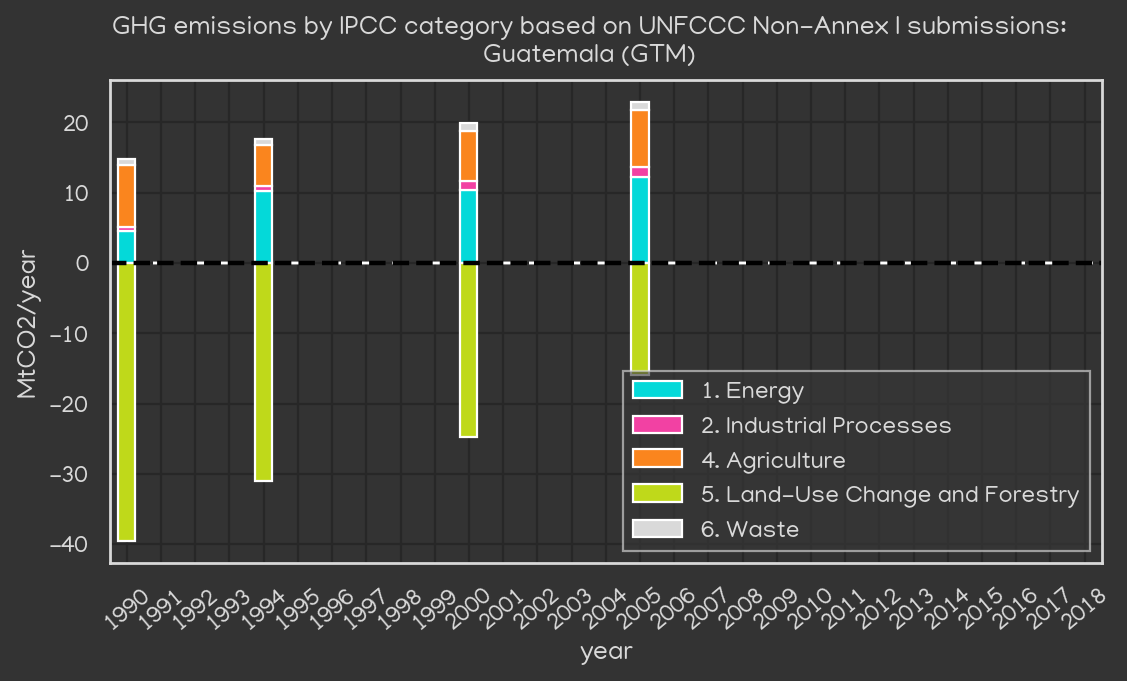 GHG emissions by IPCC category based on UNFCCC Non-Annex I submissions:
Guatemala (GTM)
MtCO2/year
20
10
0
-10
-20
-30
-40
1. Energy
2. Industrial Processes
4. Agriculture
5. Land-Use Change and Forestry
6. Waste
1990 1991 1992 1993 1994 1995 1996 1997 1998 1999 2000 2001 2002 2003 2004 2005 2006 2007 2008 2009 2010 2011 2012 2013 2014 2015 2016 2017 2018
year